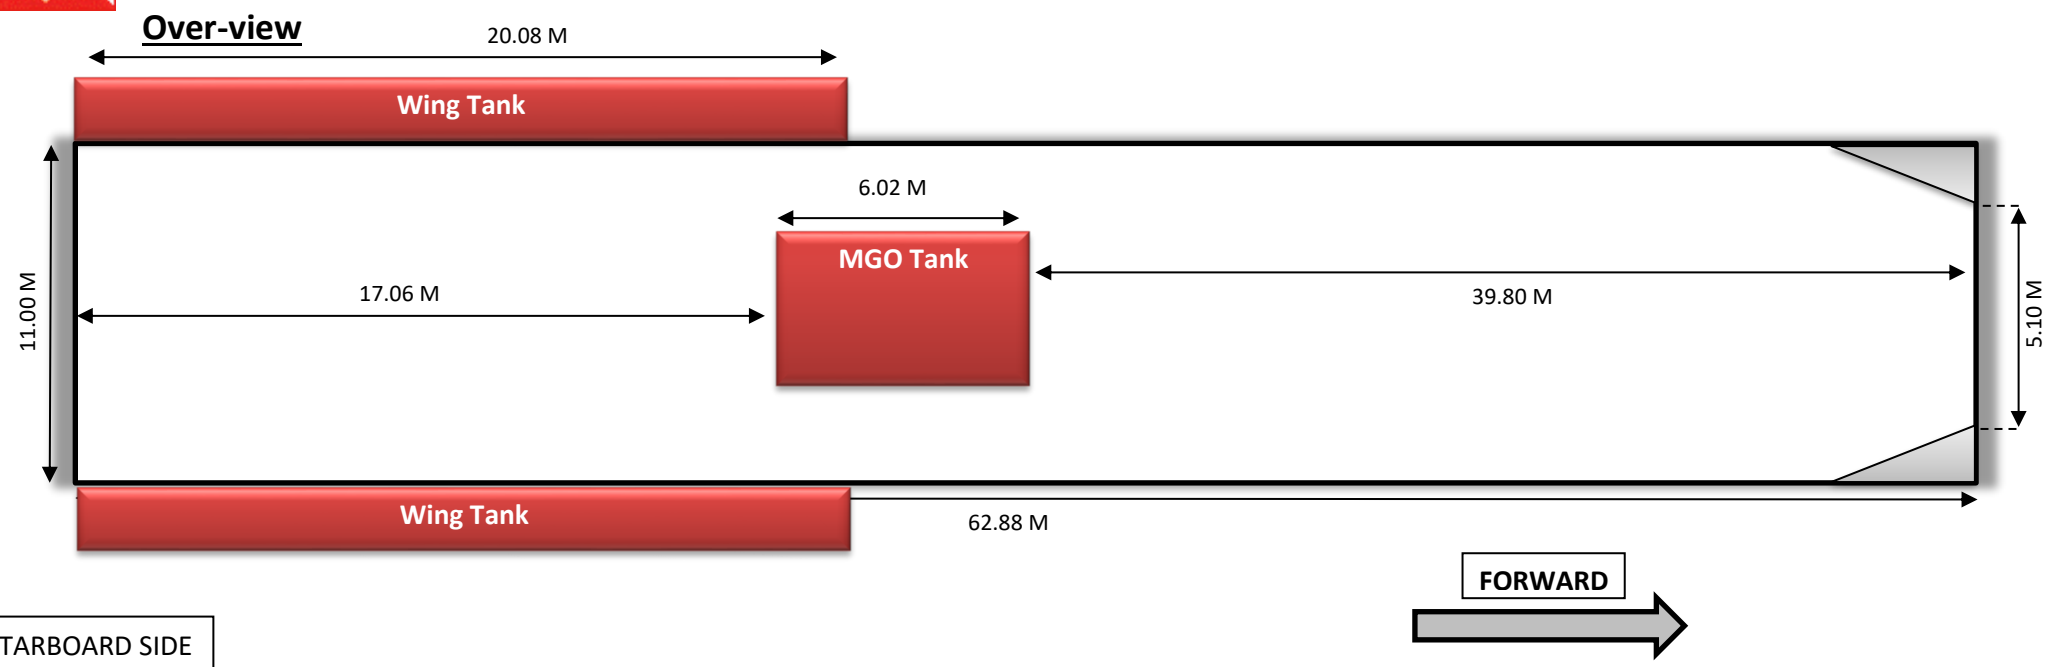 Over-view
20.08 M
Wing Tank
6.02 M
MGO Tank
17.06 M
39.80 M
11.00 M
5.10 M
Wing Tank
62.88 M
FORWARD
TARBOARD SIDE